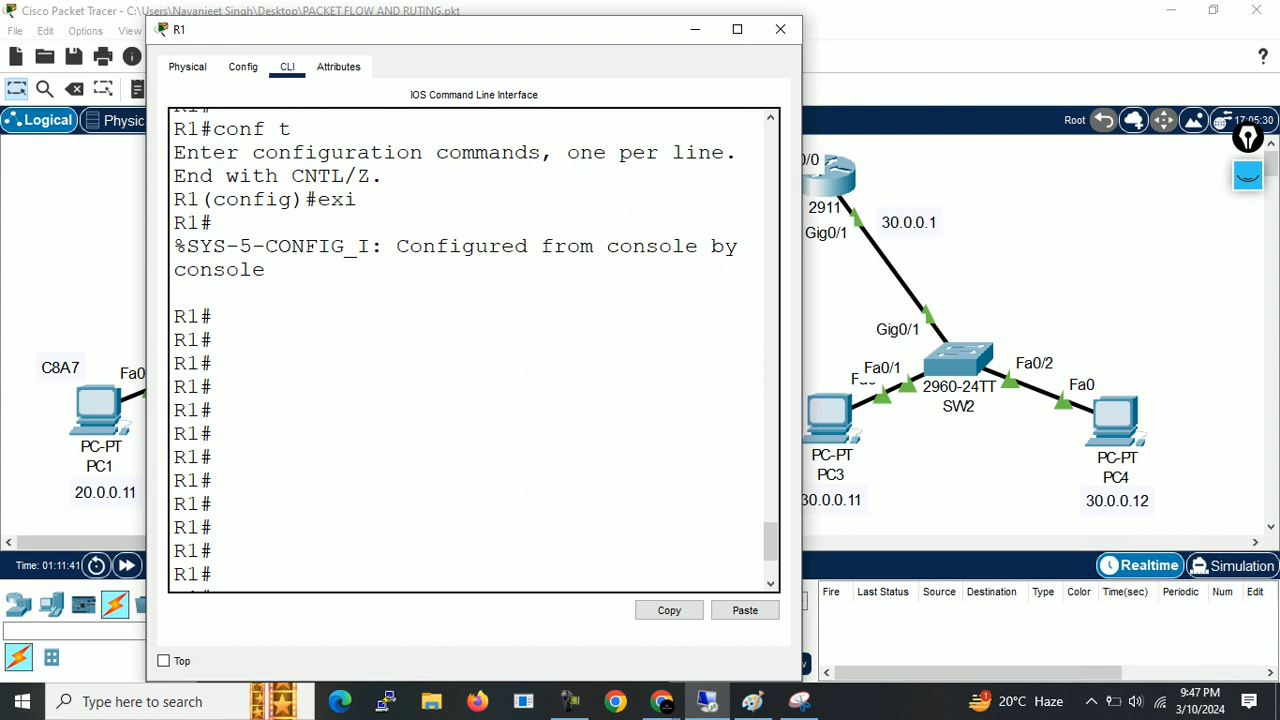 Cisco Packet Tracer - C:\Users\Navanjeet Singh\Desktop\PACKET FLOW AND RUTING.pkt
File Edit Options View
R1
Physical Config CLI Attributes
IOS Command Line Interface
R1#conf t
Enter configuration commands, one per line.
End with CNTL/Z.
R1(config)#exi
R1#
%SYS-5-CONFIG_I: Configured from console by
console
R1#
R1#
R1#
R1#
R1#
R1#
R1#
R1#
R1#
R1#
R1#
R1#
Copy Paste
Top
Logical Physic
Root 17:05:30
0/0
2911
Gig0/1
30.0.0.1
Gig0/1
Fa0/1
Fa0/2
Fa0
2960-24TT
SW2
PC-PT
PC3
30.0.0.11
PC-PT
PC4
30.0.0.12
C8A7
Fa0
PC-PT
PC1
20.0.0.11
Time: 01:11:41
Realtime Simulation
Fire Last Status Source Destination Type Color Time(sec) Periodic Num Edit
Type here to search
1
20°C Haze
9:47 PM
3/10/2024